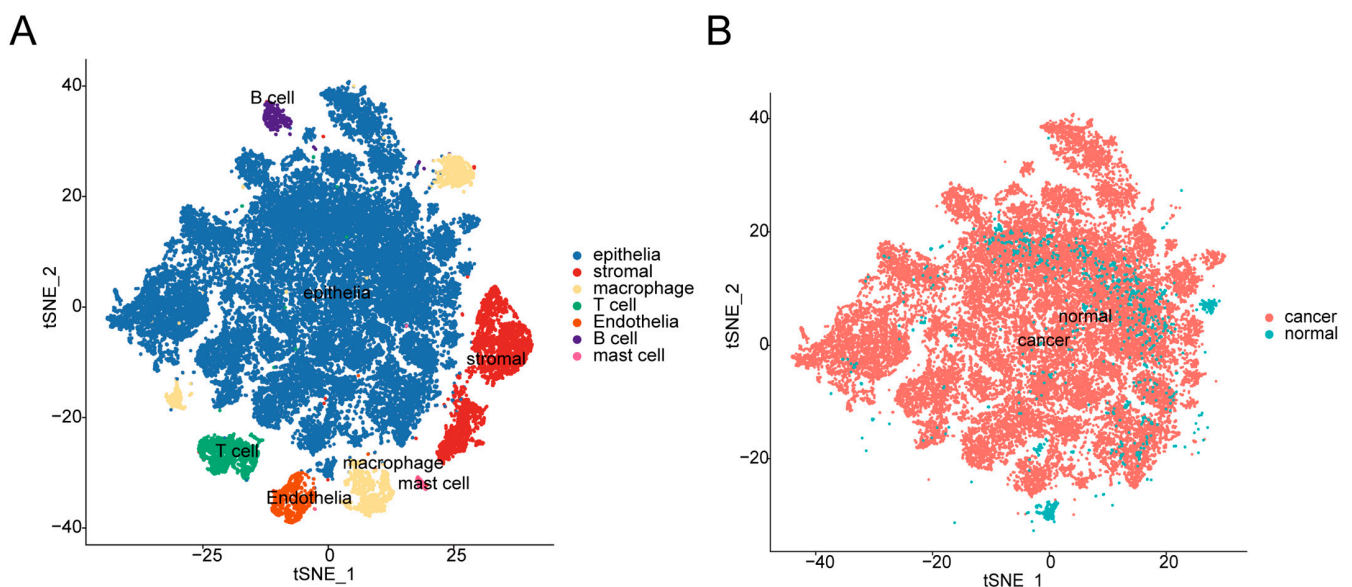 A
B
B cell
epithelia
stromal
T cell
macrophage
mast cell
Endothelia
40
20
0
−20
−40
tSNE_2
−25
0
25
tSNE_1
epithelia
stromal
macrophage
T cell
Endothelia
B cell
mast cell
normal
cancer
40
20
0
−20
tSNE_2
−40
−20
0
20
tSNE_1
cancer
normal